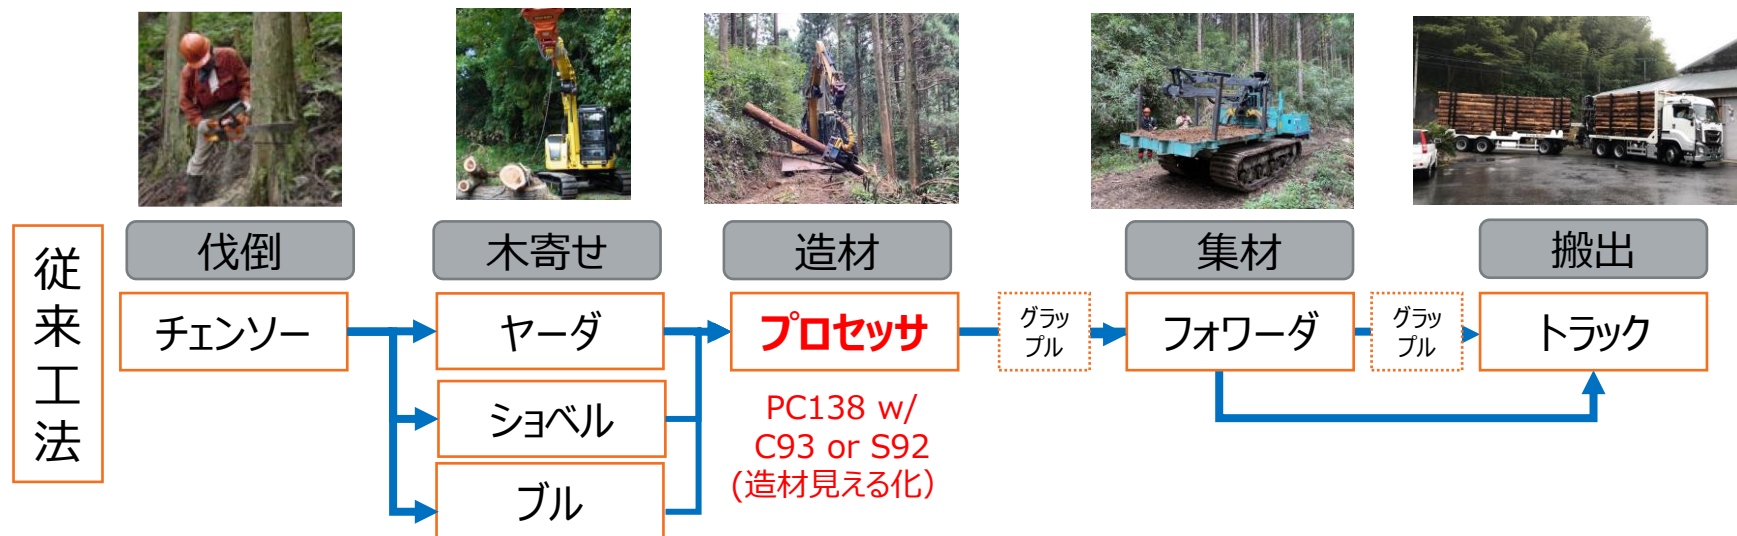 従来工法
伐倒
木寄せ
造材
集材
搬出
チェンソー
ヤーダ
プロセッサ
グラッ
プル
フォワーダ
グラッ
プル
トラック
ショベル
ブル
PC138 w/
C93 or S92
(造材見える化）